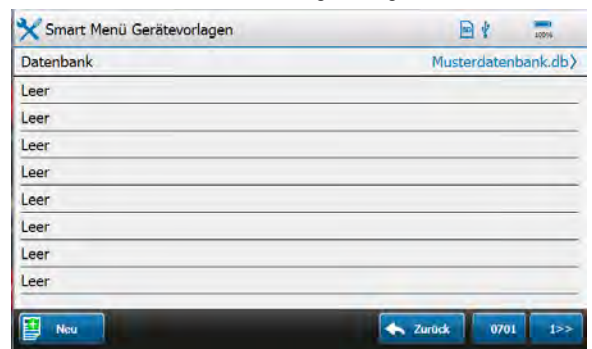 Smart Menü Gerätevorlagen 100%
Datenbank Musterdatenbank.db>
Leer
Leer
Leer
Leer
Leer
Leer
Leer
Leer
Neu Zurück 0701 1>>